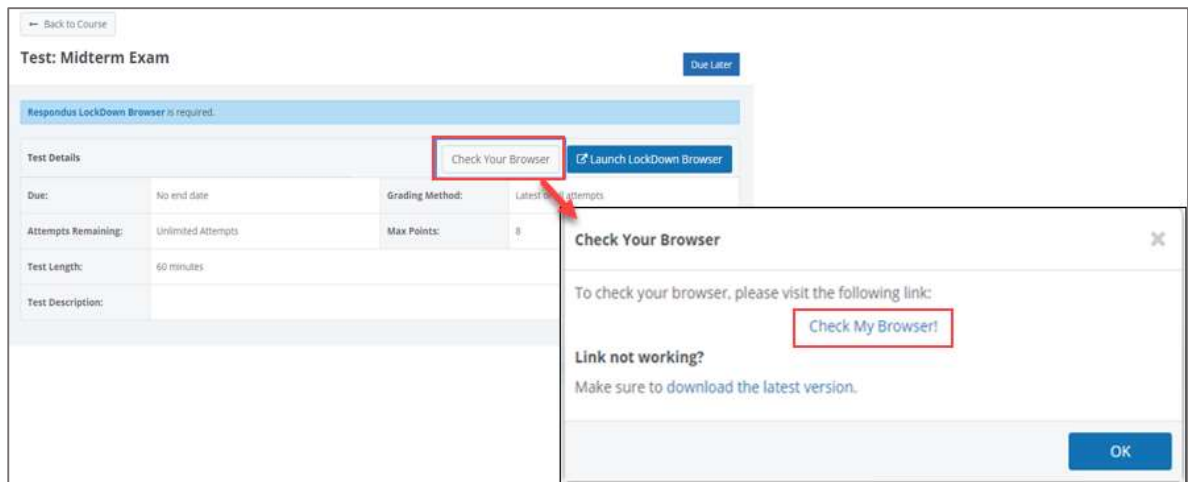 ← Back to Course
Test: Midterm Exam
Due Later
Respondus LockDown Browser is required.
Test Details
Check Your Browser
Launch LockDown Browser
Due: No end date Grading Method: Latest all attempts
Attempts Remaining: Unlimited Attempts Max Points: 8
Test Length: 60 minutes
Test Description:
Check Your Browser
To check your browser, please visit the following link:
Check My Browser!
Link not working?
Make sure to download the latest version.
OK